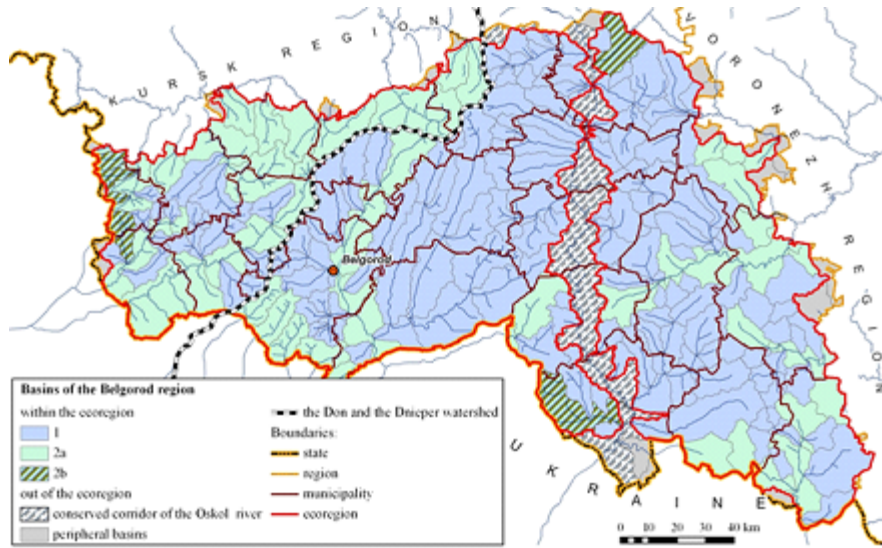 KURSK REGION
VORONEZH REGION
Belgorod
UKRAINE
Basins of the Belgorod region
within the ecoregion
1
2a
2b
out of the ecoregion
conserved corridor of the Oskol river
peripheral basins
the Don and the Dnieper watershed
Boundaries:
state
region
municipality
ecoregion
0 20 40 km